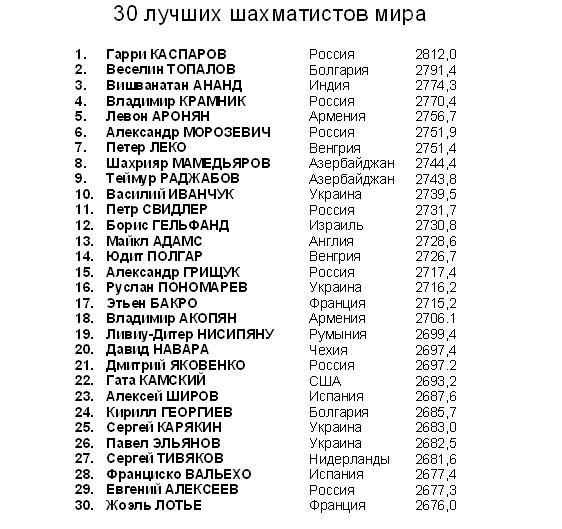 30 лучших шахматистов мира
1. Гарри КАСПАРОВ Россия 2812,0
2. Веселин ТОПАЛОВ Болгария 2791,4
3. Вишванатан АНАНД Индия 2774,3
4. Владимир КРАМНИК Россия 2770,4
5. Левон АРОНЯН Армения 2756,7
6. Александр МОРОЗЕВИЧ Россия 2751,9
7. Петер ЛЕКО Венгрия 2751,4
8. Шахрияр МАМЕДЬЯРОВ Азербайджан 2744,4
9. Теймур РАДЖАБОВ Азербайджан 2743,8
10. Василий ИВАНЧУК Украина 2739,5
11. Петр СВИДЛЕР Россия 2731,7
12. Борис ГЕЛЬФАНД Израиль 2730,8
13. Майкл АДАМС Англия 2728,6
14. Юдит ПОЛГАР Венгрия 2726,7
15. Александр ГРИЩУК Россия 2717,4
16. Руслан ПОНОМАРЕВ Украина 2716,2
17. Этьен БАКРО Франция 2715,2
18. Владимир АКОПЯН Армения 2706.1
19. Ливиу-Дитер НИСИПЯНУ Румыния 2699,4
20. Давид НАВАРА Чехия 2697,4
21. Дмитрий ЯКОВЕНКО Россия 2697.2
22. Гата КАМСКИЙ США 2693,2
23. Алексей ШИРОВ Испания 2687,6
24. Кирилл ГЕОРГИЕВ Болгария 2685,7
25. Сергей КАРЯКИН Украина 2683,0
26. Павел ЭЛЬЯНОВ Украина 2682,5
27. Сергей ТИВЯКОВ Нидерланды 2681,6
28. Франциско ВАЛЬЕХО Испания 2677,4
29. Евгений АЛЕКСЕЕВ Россия 2677,3
30. Жоэль ЛОТЬЕ Франция 2676,0